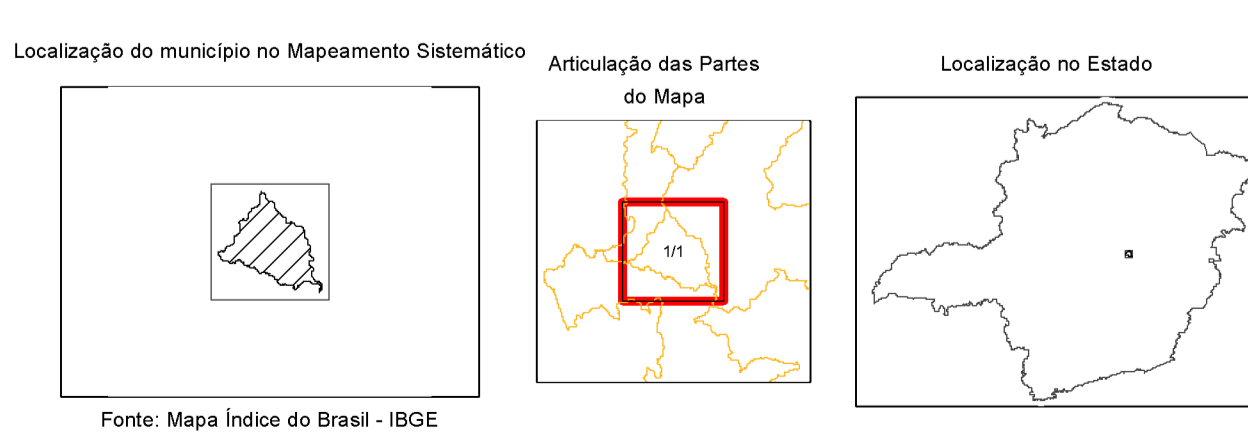 Localização do município no Mapeamento Sistemático
Fonte: Mapa Índice do Brasil - IBGE
Articulação das Partes
do Mapa
1/1
Localização no Estado